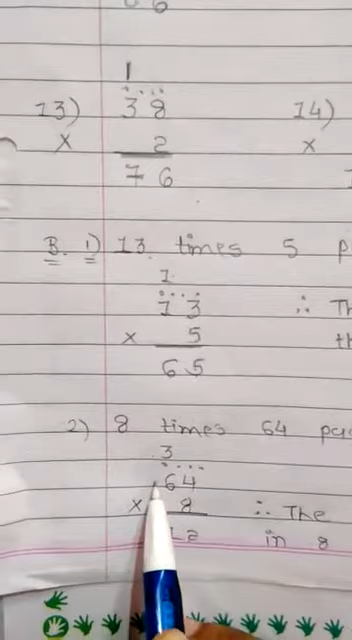 1
13) 38 14)
x 2 x
76
B. 1) 13 times 5
1
13 ∴ Th
x 5 th
65
2) 8 times 64
3
64
x 8 ∴ The
12 in 8